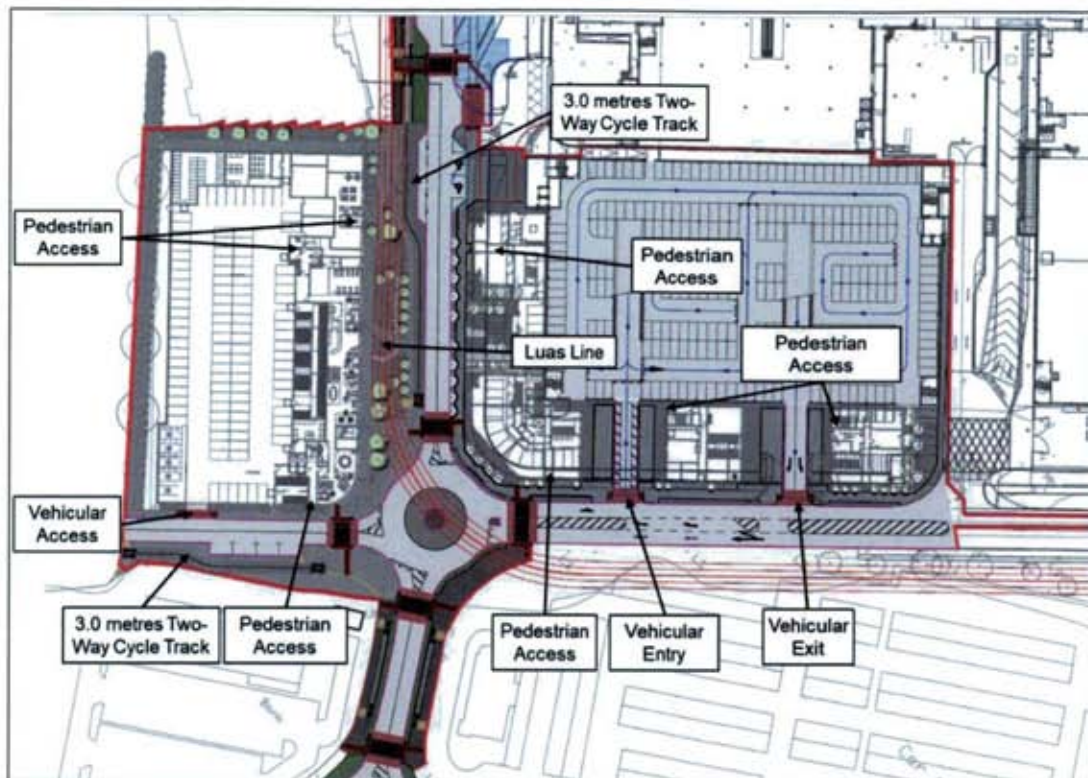 3.0 metres Two-
Way Cycle Track
Pedestrian
Access
Pedestrian
Access
Luas Line
Pedestrian
Access
Vehicular
Access
3.0 metres Two-
Way Cycle Track
Pedestrian
Access
Pedestrian
Access
Vehicular
Entry
Vehicular
Exit